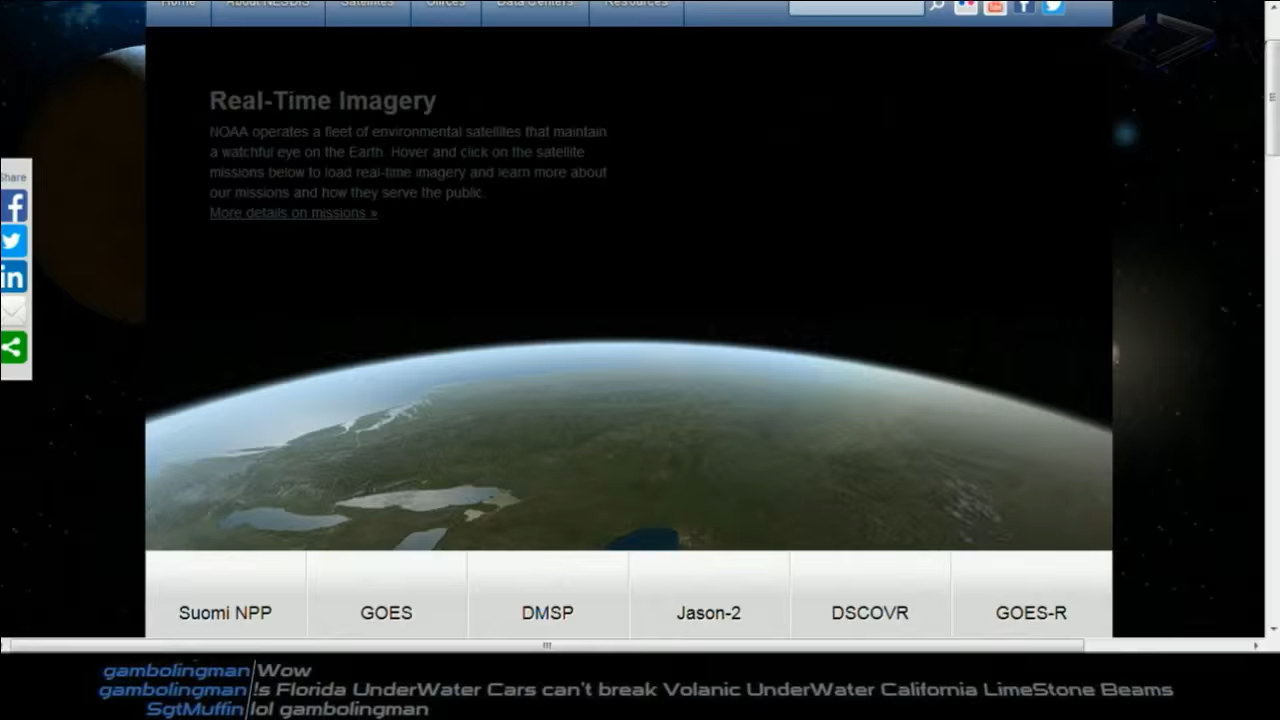 Home About NESDIS Satellites Offices Data Centers Resources
Real-Time Imagery
NOAA operates a fleet of environmental satellites that maintain
a watchful eye on the Earth. Hover and click on the satellite
missions below to load real-time imagery and learn more about
our missions and how they serve the public.
More details on missions »
Share
Suomi NPP GOES DMSP Jason-2 DSCOVR GOES-R
gambolingman Wow
gambolingman !s Florida UnderWater Cars can't break Volanic UnderWater California LimeStone Beams
SgtMuffin lol gambolingman